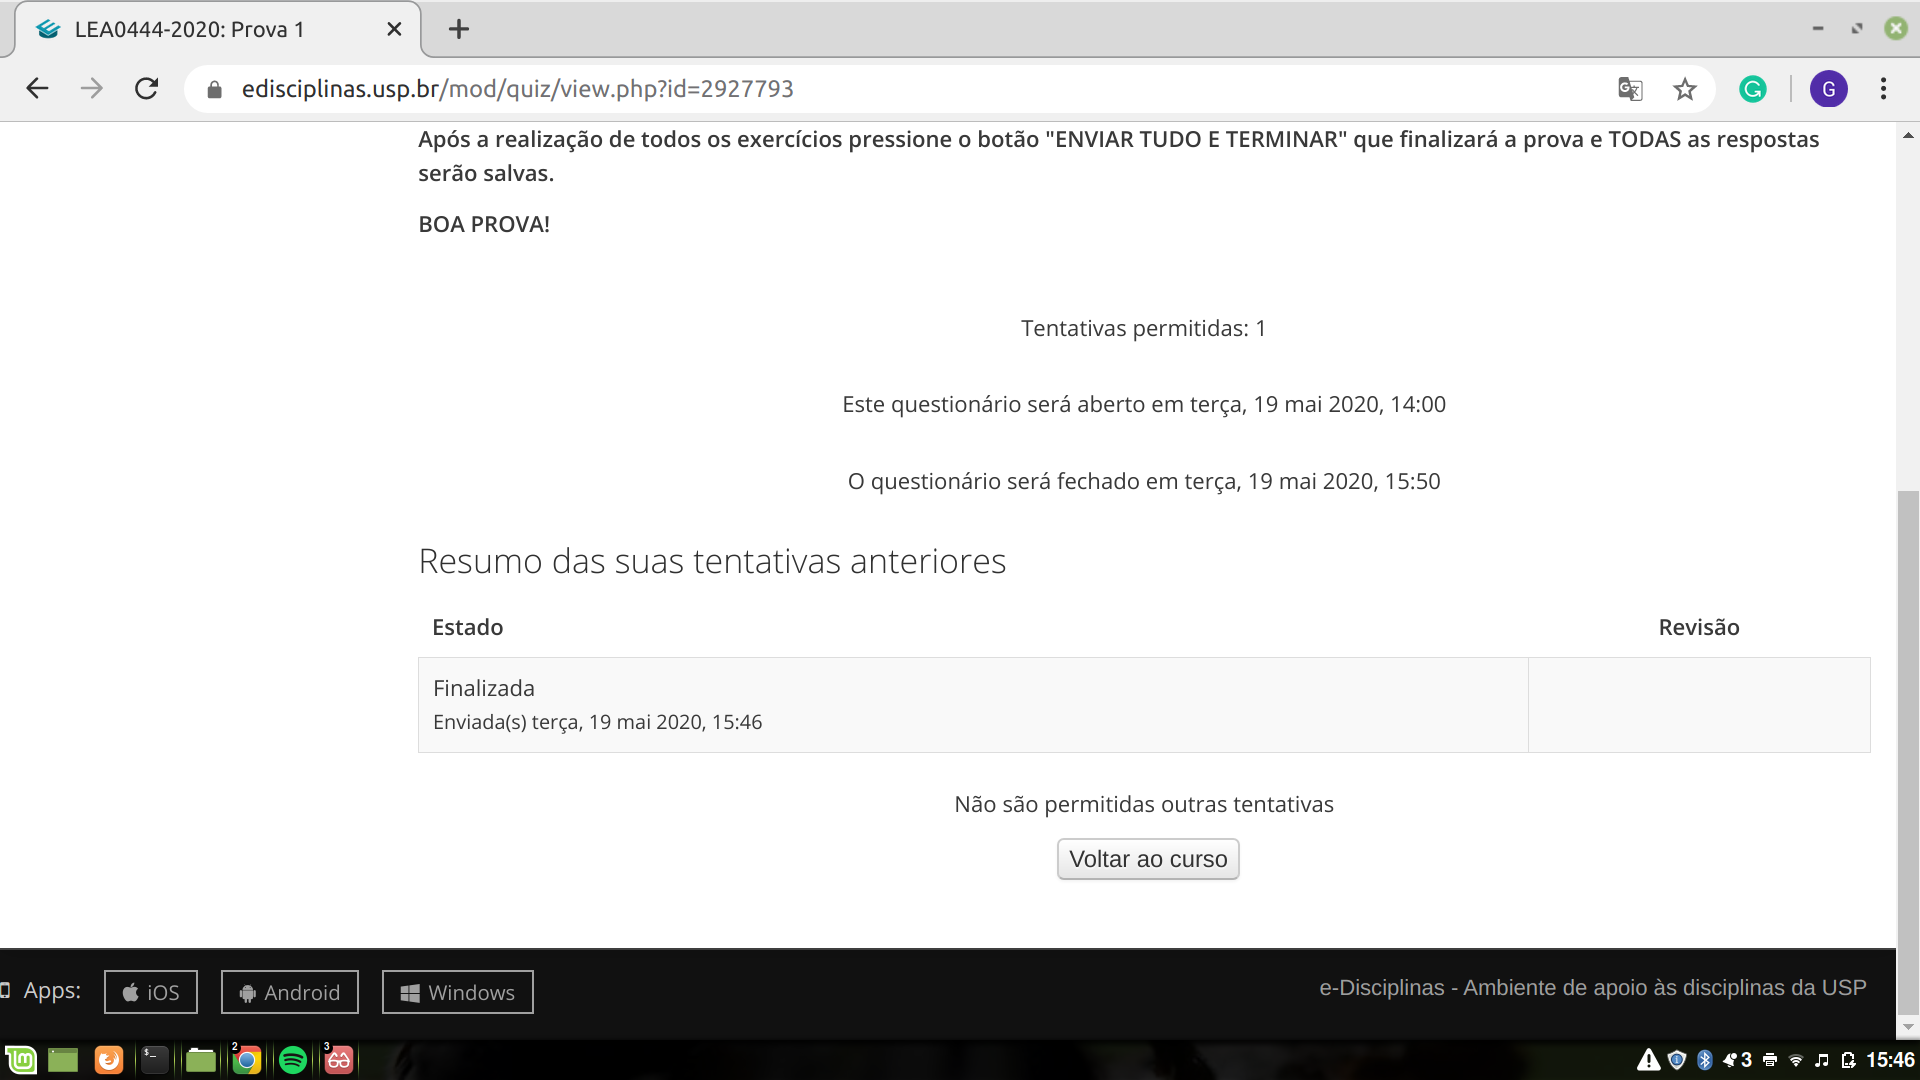 LEA0444-2020: Prova 1
edisciplinas.usp.br/mod/quiz/view.php?id=2927793
G
Após a realização de todos os exercícios pressione o botão "ENVIAR TUDO E TERMINAR" que finalizará a prova e TODAS as respostas
serão salvas.
BOA PROVA!
Tentativas permitidas: 1
Este questionário será aberto em terça, 19 mai 2020, 14:00
O questionário será fechado em terça, 19 mai 2020, 15:50
Resumo das suas tentativas anteriores
Estado Revisão
Finalizada
Enviada(s) terça, 19 mai 2020, 15:46
Não são permitidas outras tentativas
Voltar ao curso
Apps: iOS Android Windows e-Disciplinas - Ambiente de apoio às disciplinas da USP
2 3 3 15:46